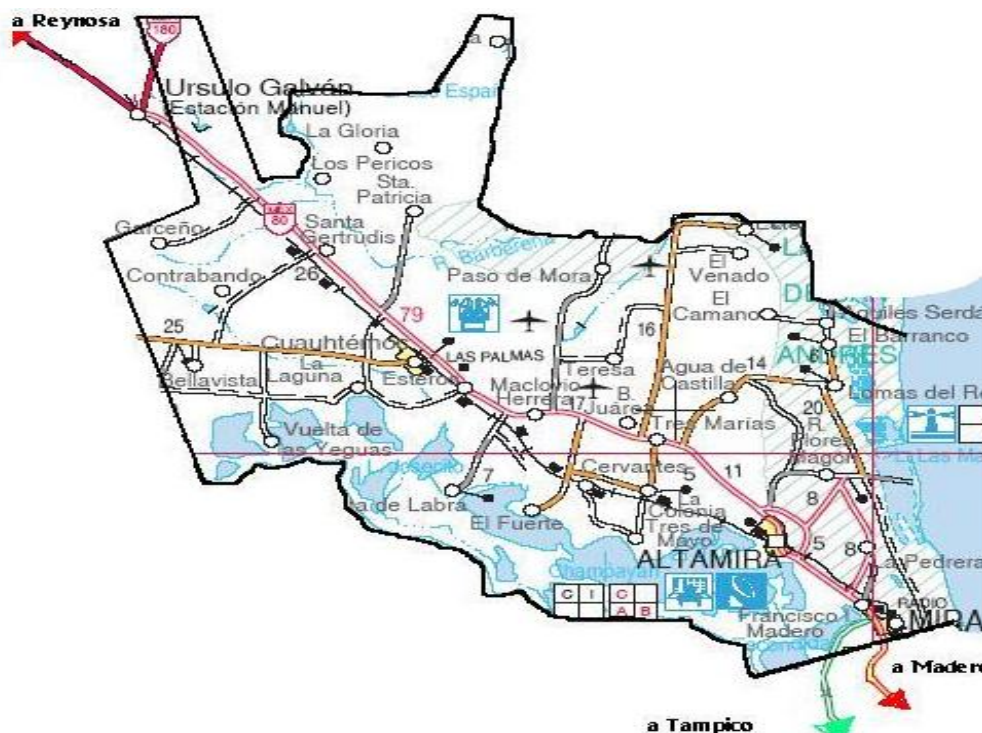 a Reynosa
180
Ursulo Galván
(Estación Manuel)
La Gloria
Los Pericos
Sta.
Patricia
Garceño
80
Santa
Gertrudis
R. Barberena
Contrabando
26
Paso de Mora
El
Venado
El
Camano
79
16
El Barranco
25
Cuauhtémoc
LAS PALMAS
Teresa
Agua de
Castilla
14
ANDRES
6
Bellavista
La
Laguna
Esteros
Maclovio
Herrera
17
B.
Juárez
Tres Marías
20
Lomas del Re
R.
Flores
Magón
Vuelta de
las Yeguas
Cervantes
11
5
7
8
El Fuerte
La
Colonia
Tres de
Mayo
5
8
ALTAMIRA
Champayán
La Pedrera
C I C
A B
RADIO
Francisco I.
Madero
MIRA
a Madero
a Tampico